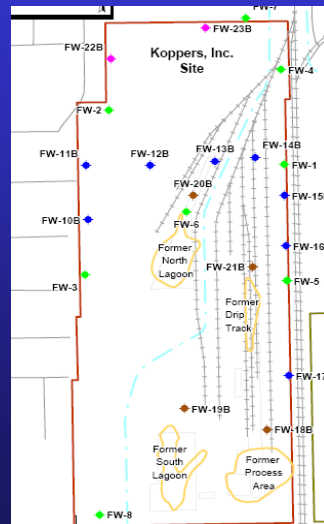 FW-7
FW-23B
Koppers, Inc.
Site
FW-22B
FW-4
FW-2
FW-13B
FW-14B
FW-11B
FW-12B
FW-1
FW-20B
FW-15B
FW-10B
FW-6
FW-16
Former
North
Lagoon
FW-21B
FW-3
FW-5
Former
Drip
Track
FW-17
FW-19B
FW-18B
Former
South
Lagoon
Former
Process
Area
FW-8